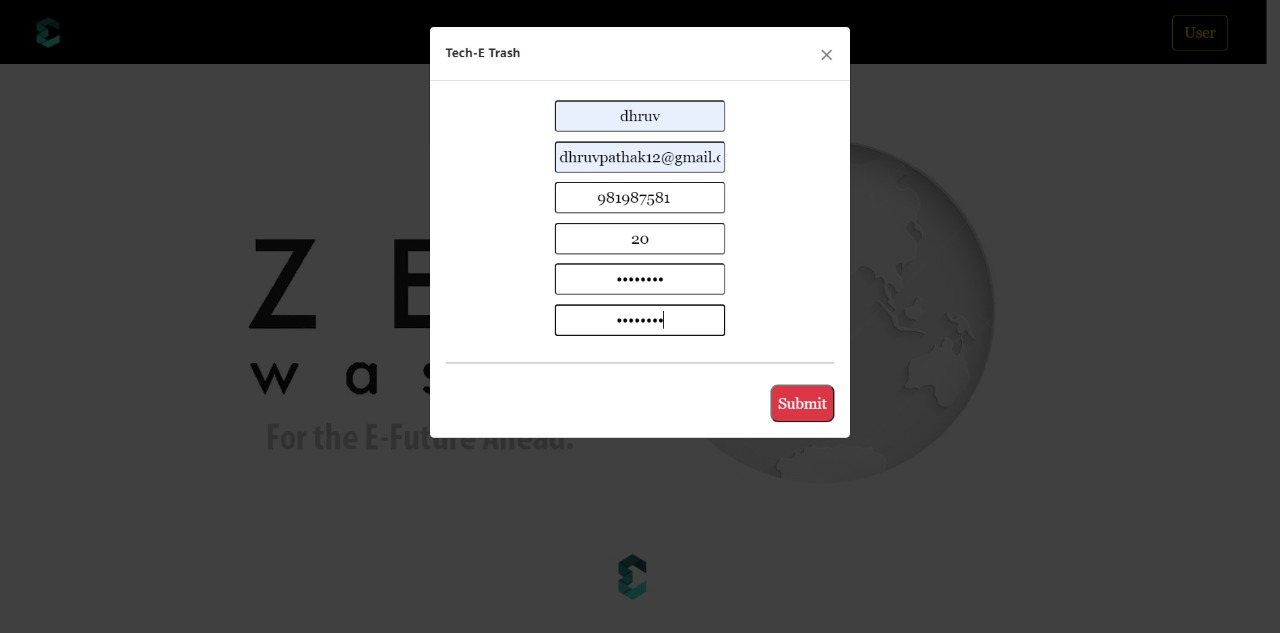 User
Tech-E Trash
dhruv
dhruvpathak12@gmail.c
981987581
20
••••••••
••••••••
Submit
Z E
w a s
For the E-Future Ahead.